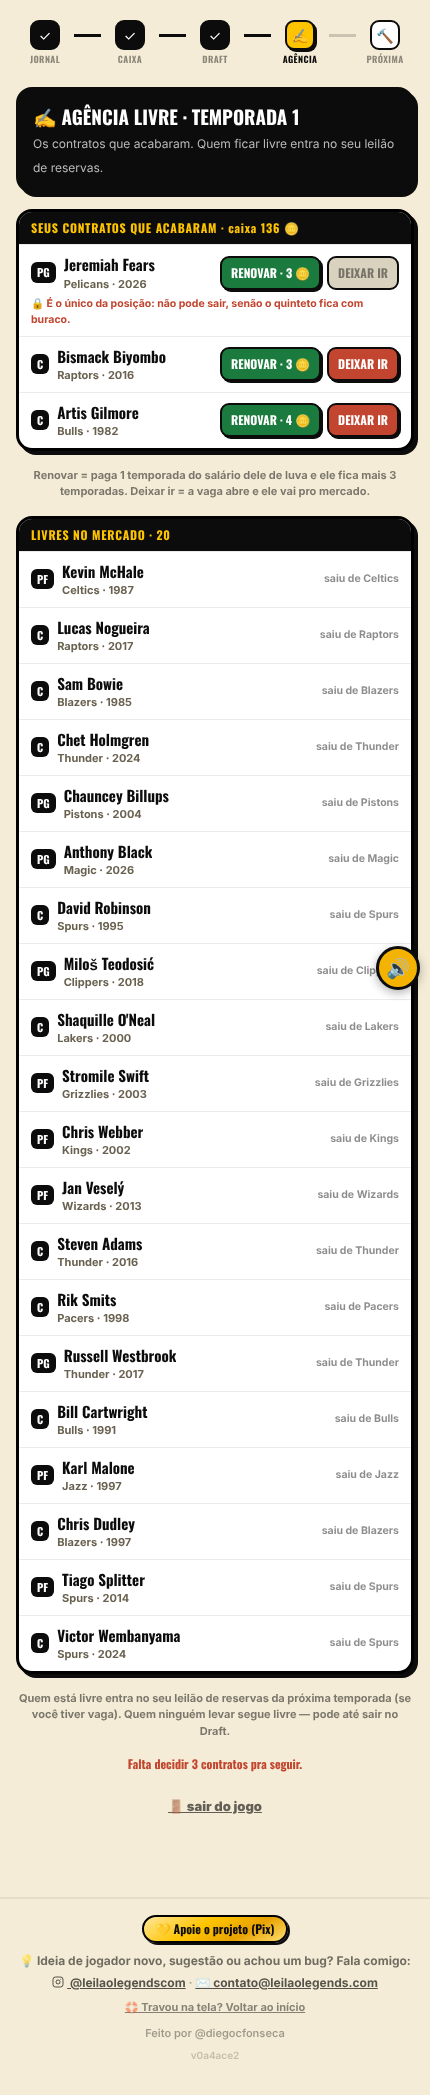 JORNAL CAIXA DRAFT AGÊNCIA PRÓXIMA
✍️ AGÊNCIA LIVRE · TEMPORADA 1
Os contratos que acabaram. Quem ficar livre entra no seu leilão
de reservas.
SEUS CONTRATOS QUE ACABARAM · caixa 136 🪙
PG Jeremiah Fears RENOVAR · 3 🪙 DEIXAR IR
Pelicans · 2026
🔒 É o único da posição: não pode sair, senão o quinteto fica com
buraco.
C Bismack Biyombo RENOVAR · 3 🪙 DEIXAR IR
Raptors · 2016
C Artis Gilmore RENOVAR · 4 🪙 DEIXAR IR
Bulls · 1982
Renovar = paga 1 temporada do salário dele de luva e ele fica mais 3
temporadas. Deixar ir = a vaga abre e ele vai pro mercado.
LIVRES NO MERCADO · 20
PF Kevin McHale saiu de Celtics
Celtics · 1987
C Lucas Nogueira saiu de Raptors
Raptors · 2017
C Sam Bowie saiu de Blazers
Blazers · 1985
C Chet Holmgren saiu de Thunder
Thunder · 2024
PG Chauncey Billups saiu de Pistons
Pistons · 2004
PG Anthony Black saiu de Magic
Magic · 2026
C David Robinson saiu de Spurs
Spurs · 1995
PG Miloš Teodosić saiu de
Clippers · 2018
C Shaquille O'Neal saiu de Lakers
Lakers · 2000
PF Stromile Swift saiu de Grizzlies
Grizzlies · 2003
PF Chris Webber saiu de Kings
Kings · 2002
PF Jan Veselý saiu de Wizards
Wizards · 2013
C Steven Adams saiu de Thunder
Thunder · 2016
C Rik Smits saiu de Pacers
Pacers · 1998
PG Russell Westbrook saiu de Thunder
Thunder · 2017
C Bill Cartwright saiu de Bulls
Bulls · 1991
PF Karl Malone saiu de Jazz
Jazz · 1997
C Chris Dudley saiu de Blazers
Blazers · 1997
PF Tiago Splitter saiu de Spurs
Spurs · 2014
C Victor Wembanyama saiu de Spurs
Spurs · 2024
Quem está livre entra no seu leilão de reservas da próxima temporada (se
você tiver vaga). Quem ninguém levar segue livre — pode até sair no
Draft.
Falta decidir 3 contratos pra seguir.
🚪 sair do jogo
💛 Apoie o projeto (Pix)
💡 Ideia de jogador novo, sugestão ou achou um bug? Fala comigo:
@leilaolegendscom · ✉️ contato@leilaolegends.com
🛟 Travou na tela? Voltar ao início
Feito por @diegocfonseca
v0a4ace2